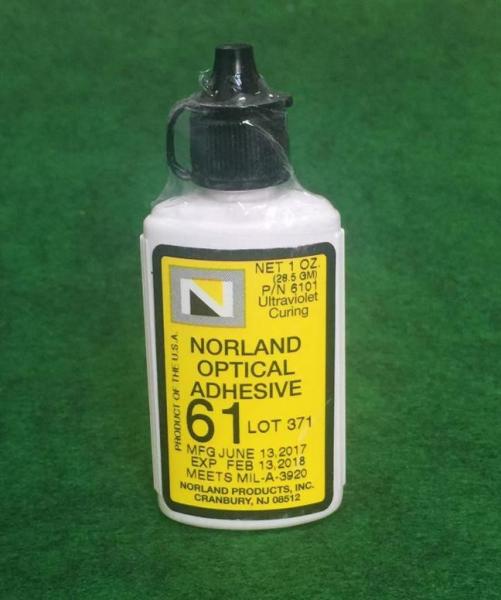 NET 1 OZ.
(28.5 GM)
P/N 6101
Ultraviolet
Curing
N
PRODUCT OF THE U.S.A.
NORLAND
OPTICAL
ADHESIVE
61 LOT 371
MFG JUNE 13,2017
EXP FEB 13,2018
MEETS MIL-A-3920
NORLAND PRODUCTS, INC.
CRANBURY, NJ 08512